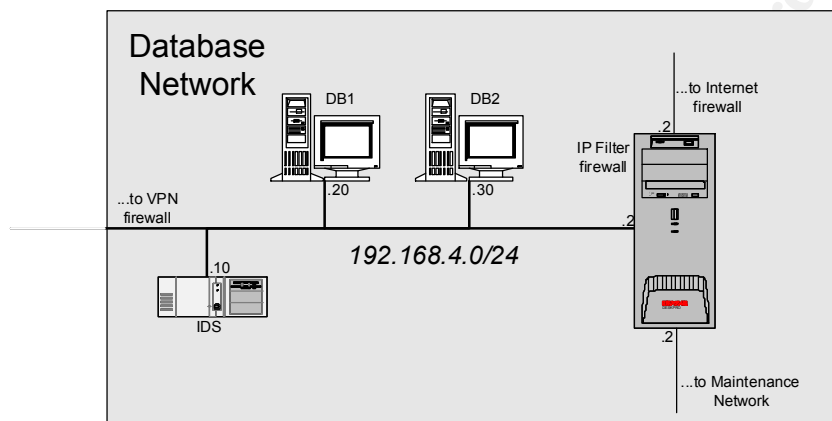 Database
Network
DB1
DB2
...to Internet
firewall
.2
IP Filter
firewall
.20
.30
...to VPN
firewall
.2
192.168.4.0/24
.10
IDS
.2
...to Maintenance
Network